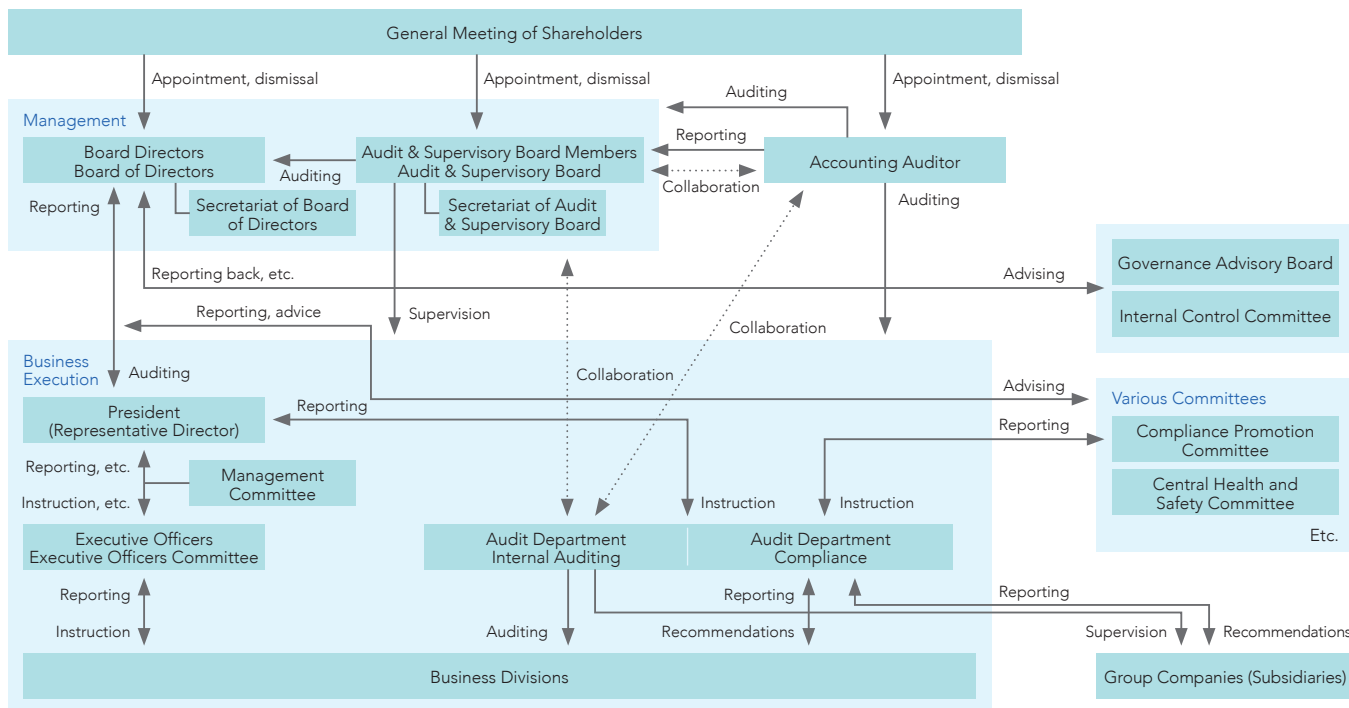 General Meeting of Shareholders
Appointment, dismissal
Appointment, dismissal
Appointment, dismissal
Auditing
Management
Reporting
Board Directors
Board of Directors
Audit & Supervisory Board Members
Audit & Supervisory Board
Accounting Auditor
Auditing
Collaboration
Reporting
Secretariat of Board
of Directors
Secretariat of Audit
& Supervisory Board
Auditing
Governance Advisory Board
Reporting back, etc.
Advising
Reporting, advice
Supervision
Collaboration
Internal Control Committee
Business
Execution
Auditing
Collaboration
Advising
Various Committees
President
(Representative Director)
Reporting
Reporting
Compliance Promotion
Committee
Reporting, etc.
Management
Committee
Central Health and
Safety Committee
Instruction, etc.
Instruction
Instruction
Etc.
Executive Officers
Executive Officers Committee
Audit Department
Internal Auditing
Audit Department
Compliance
Reporting
Reporting
Reporting
Instruction
Auditing
Recommendations
Supervision
Recommendations
Business Divisions
Group Companies (Subsidiaries)